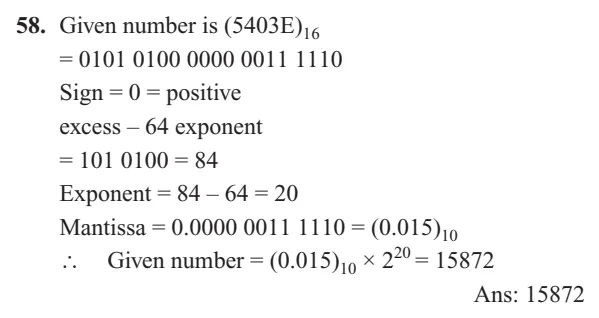 58. Given number is (5403E)₁₆
= 0101 0100 0000 0011 1110
Sign = 0 = positive
excess – 64 exponent
= 101 0100 = 84
Exponent = 84 – 64 = 20
Mantissa = 0.0000 0011 1110 = (0.015)₁₀
∴ Given number = (0.015)₁₀ × 2²⁰ = 15872
Ans: 15872